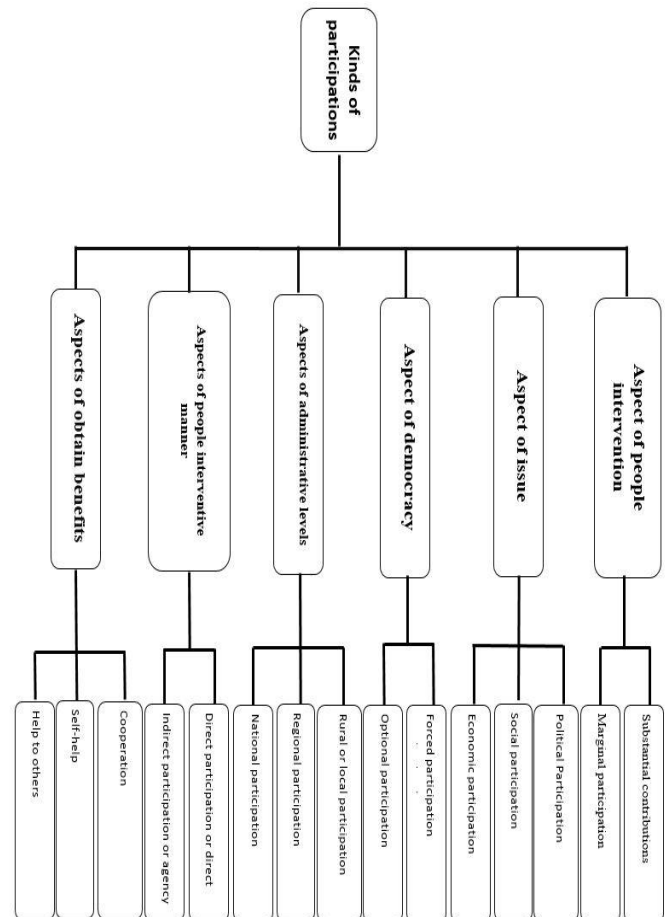 Kinds of
participations
Aspect of people
intervention
Aspect of issue
Aspect of democracy
Aspects of administrative levels
Aspects of people interventive
manner
Aspects of obtain benefits
Substantial contributions
Marginal participation
Political Participation
Social participation
Economic participation
Forced participation
Optional participation
Rural or local participation
Regional participation
National participation
Direct participation or direct
Indirect participation or agency
Cooperation
Self-help
Help to others